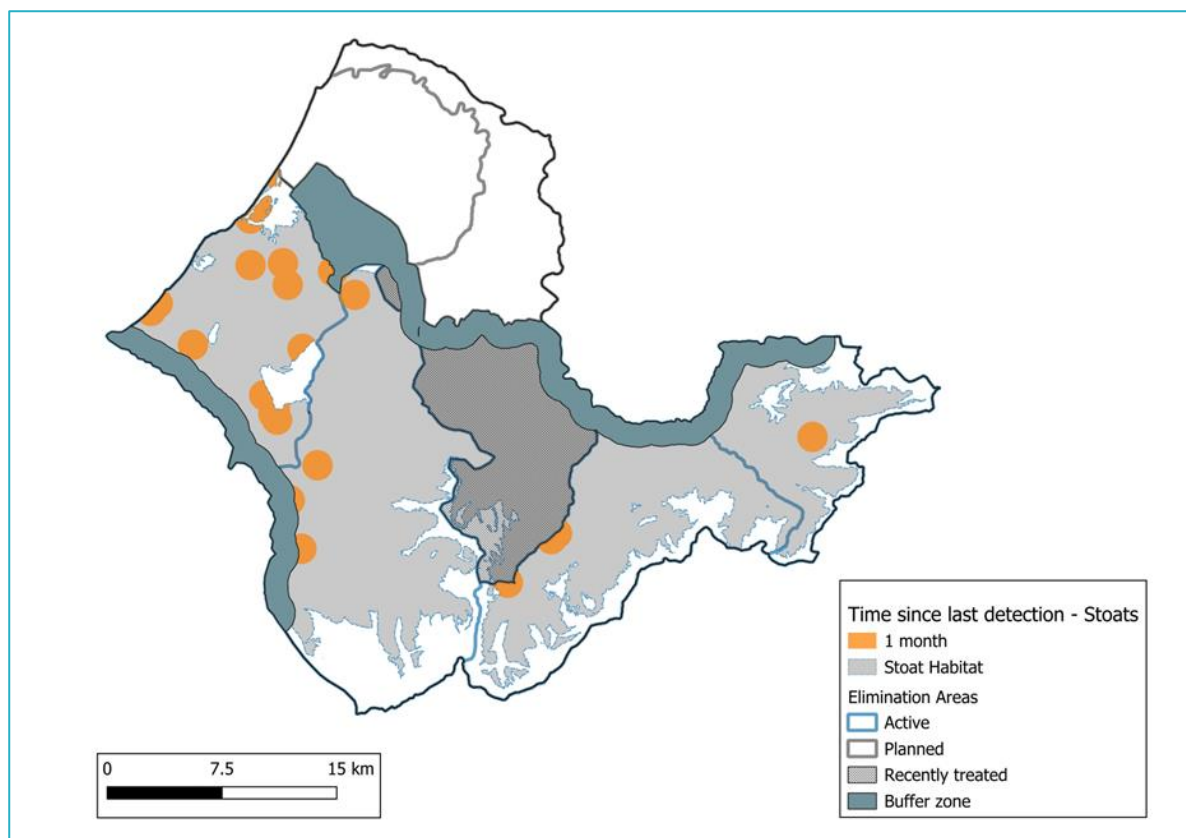 Time since last detection - Stoats
1 month
Stoat Habitat
Elimination Areas
Active
Planned
Recently treated
Buffer zone
0 7.5 15 km